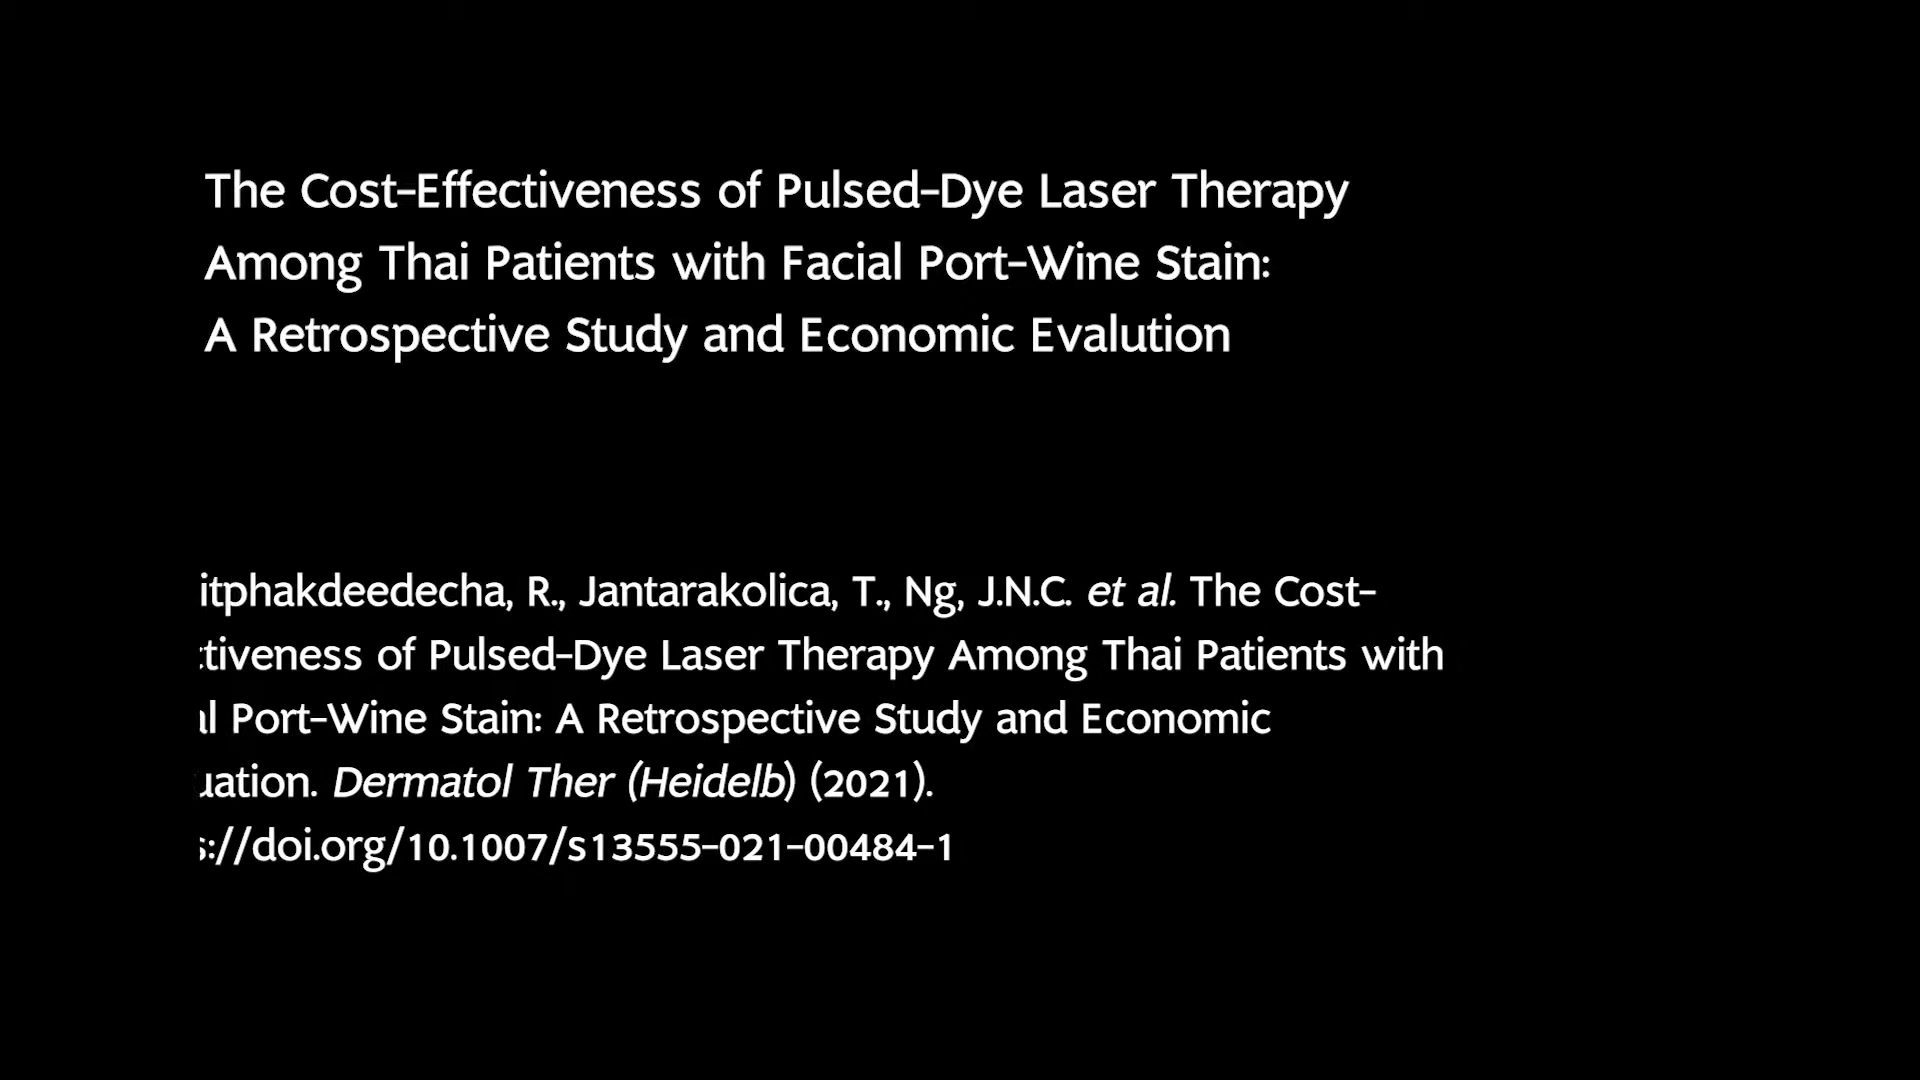 The Cost-Effectiveness of Pulsed-Dye Laser Therapy
Among Thai Patients with Facial Port-Wine Stain:
A Retrospective Study and Economic Evalution
itphakdeedecha, R., Jantarakolica, T., Ng, J.N.C. et al. The Cost-
tiveness of Pulsed-Dye Laser Therapy Among Thai Patients with
al Port-Wine Stain: A Retrospective Study and Economic
uation. Dermatol Ther (Heidelb) (2021).
s://doi.org/10.1007/s13555-021-00484-1